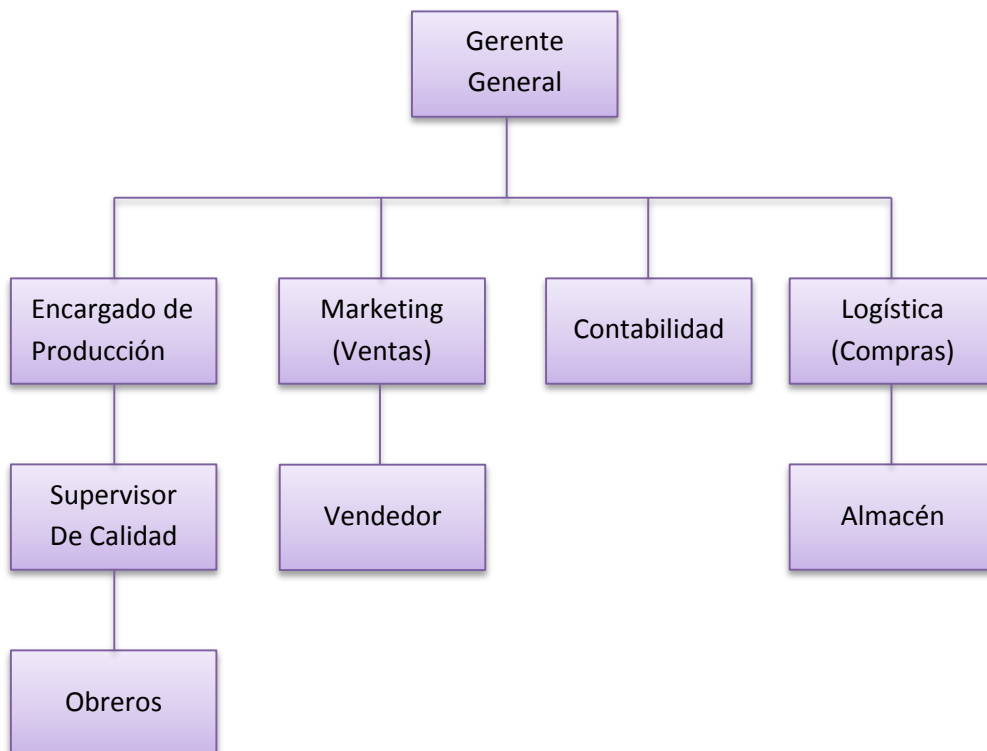 Gerente
General
Encargado de
Producción
Marketing
(Ventas)
Contabilidad
Logística
(Compras)
Supervisor
De Calidad
Vendedor
Almacén
Obreros